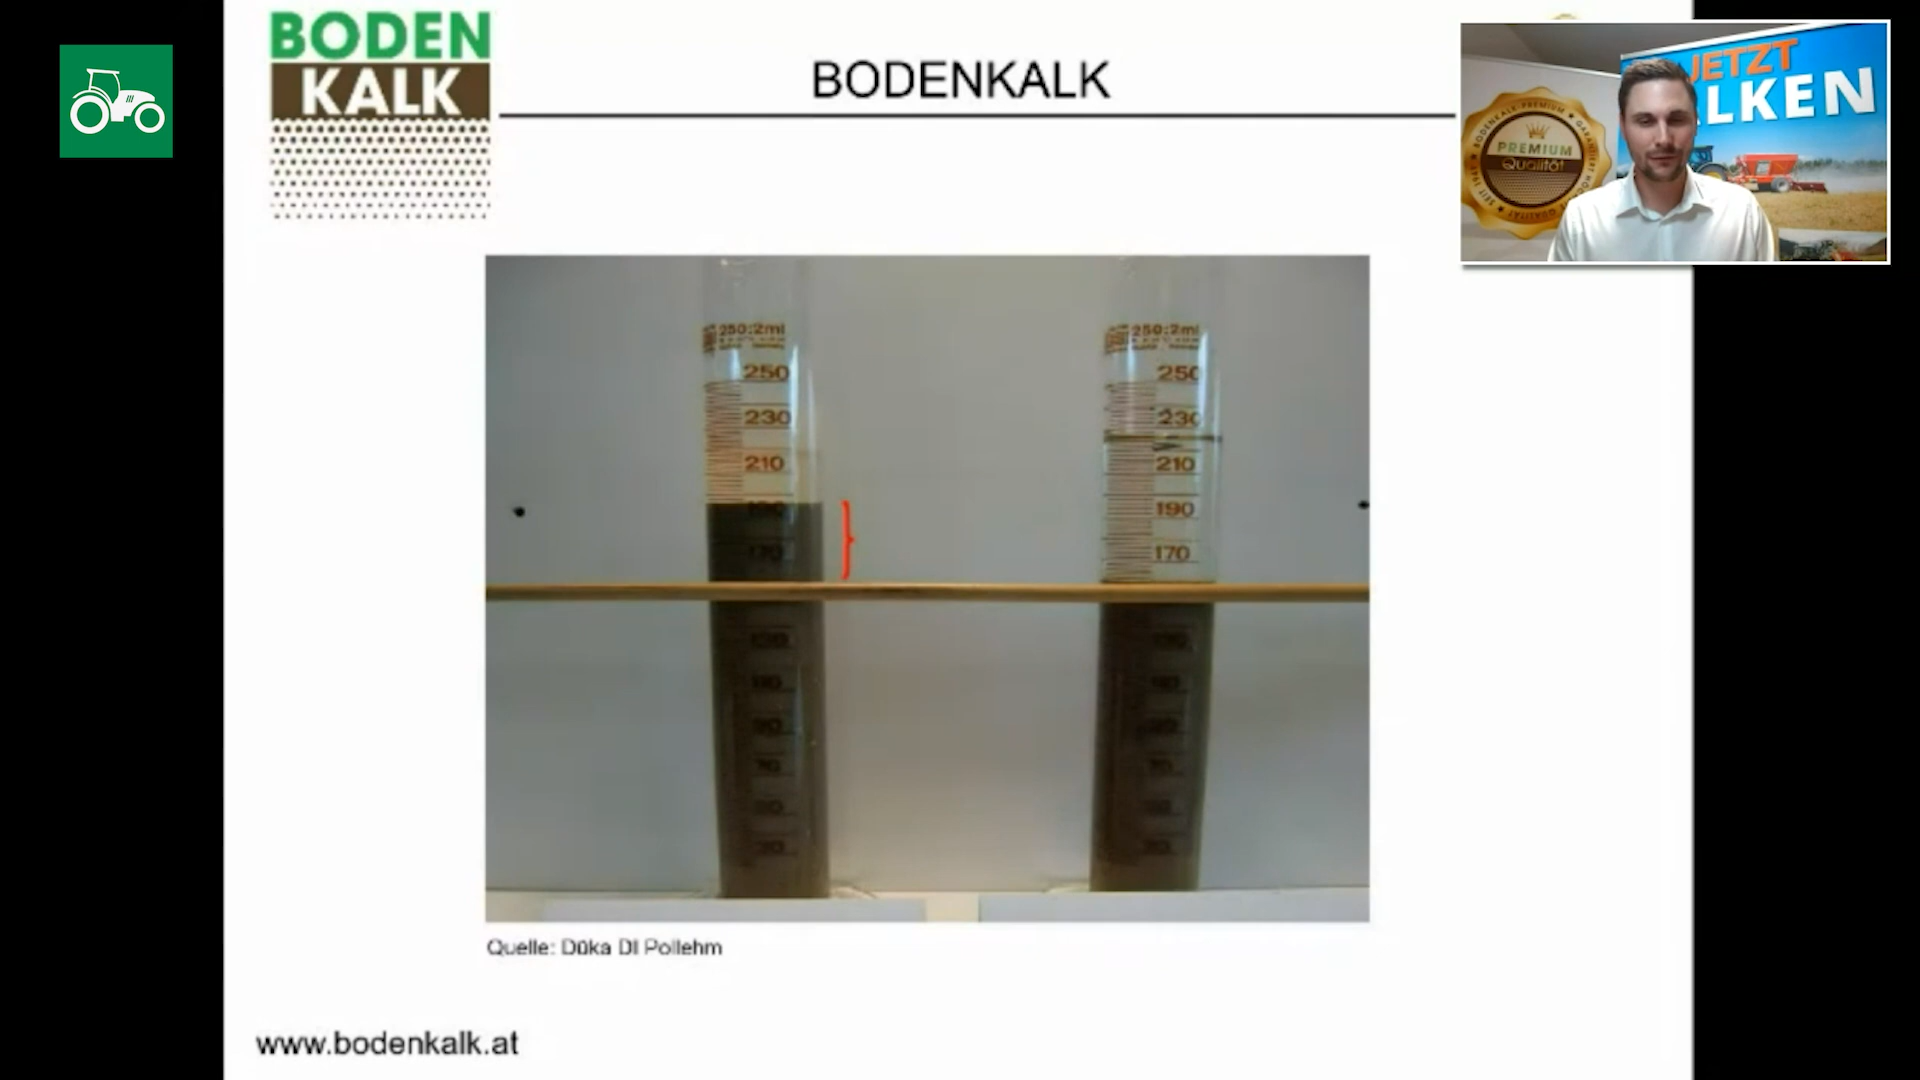 BODEN
KALK
BODENKALK
JETZT
LKEN
PREMIUM
Qualität
250:2ml
250
230
210
170
250:2ml
250
230
210
190
170
Quelle: Düka DI Pollehm
www.bodenkalk.at